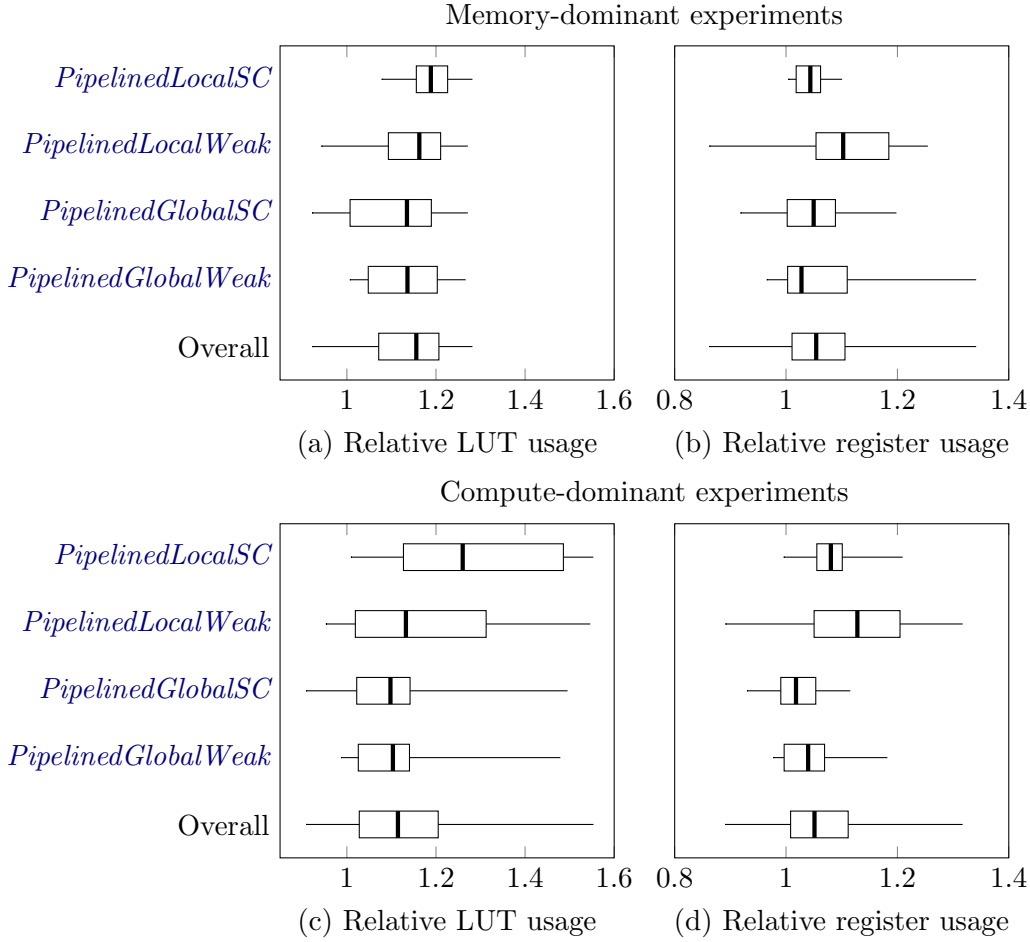 Memory-dominant experiments
PipelinedLocalSC
PipelinedLocalWeak
PipelinedGlobalSC
PipelinedGlobalWeak
Overall
1 1.2 1.4 1.6 0.8 1 1.2 1.4
(a) Relative LUT usage (b) Relative register usage
Compute-dominant experiments
PipelinedLocalSC
PipelinedLocalWeak
PipelinedGlobalSC
PipelinedGlobalWeak
Overall
1 1.2 1.4 1.6 0.8 1 1.2 1.4
(c) Relative LUT usage (d) Relative register usage